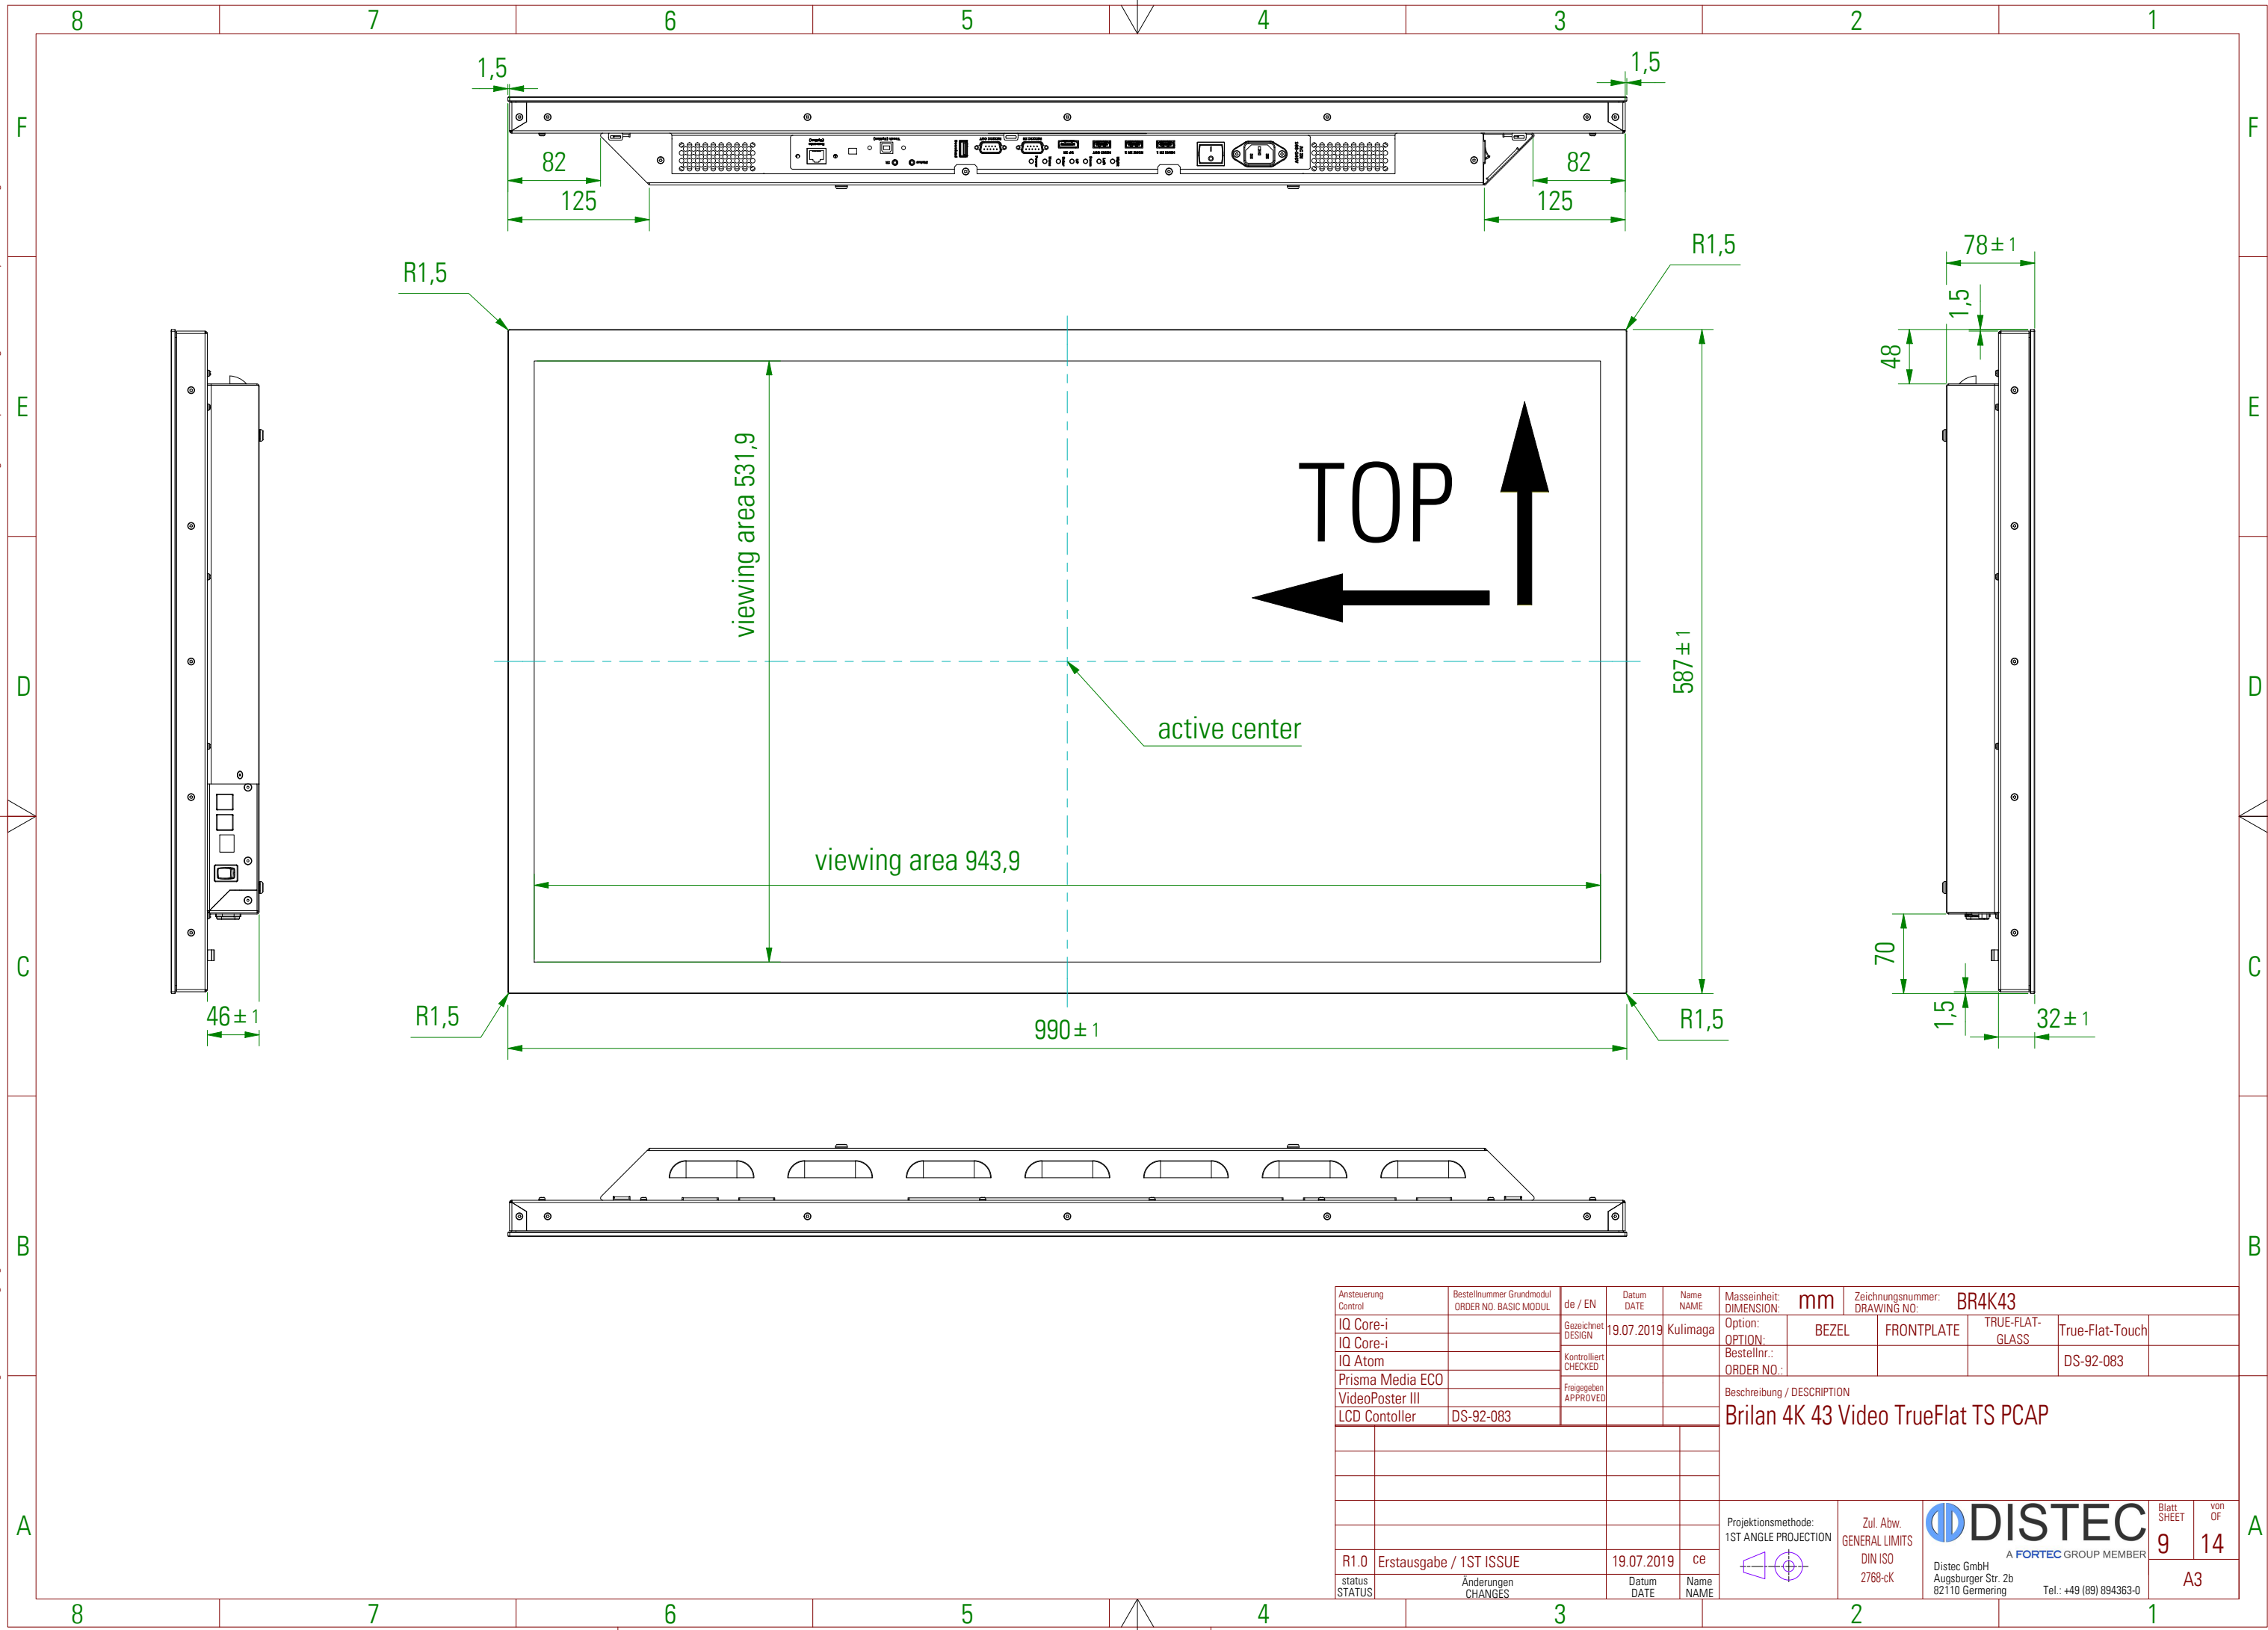 8 7 6 5 4 3 2 1
F F
E E
D D
C C
B B
A A
1,5 1,5
82 82
125 125
R1,5 R1,5
78±1
1,5
48
viewing area 531,9
TOP
587±1
active center
viewing area 943,9
70
1,5
46±1
R1,5 R1,5
990±1
32±1
Ansteuerung
Control
Bestellnummer Grundmodul
ORDER NO. BASIC MODUL
de / EN
Datum
DATE
Name
NAME
Masseinheit:
DIMENSION:
mm
Zeichnungsnummer:
DRAWING NO:
BR4K43
IQ Core-i
IQ Core-i
IQ Atom
Prisma Media ECO
VideoPoster III
LCD Contoller DS-92-083
Gezeichnet
DESIGN
19.07.2019 Kulimaga
Kontrolliert
CHECKED
Freigegeben
APPROVED
Option:
OPTION:
BEZEL FRONTPLATE
TRUE-FLAT-
GLASS
True-Flat-Touch
Bestellnr.:
ORDER NO.:
DS-92-083
Beschreibung / DESCRIPTION
Brilan 4K 43 Video TrueFlat TS PCAP
R1.0 Erstausgabe / 1ST ISSUE 19.07.2019 ce
status
STATUS
Änderungen
CHANGES
Datum
DATE
Name
NAME
Projektionsmethode:
1ST ANGLE PROJECTION
Zul. Abw.
GENERAL LIMITS
DIN ISO
2768-cK
DISTEC
A FORTEC GROUP MEMBER
Distec GmbH
Augsburger Str. 2b
82110 Germering Tel.: +49 (89) 894363-0
Blatt
SHEET
9
von
OF
14
A3
8 7 6 5 4 3 2 1